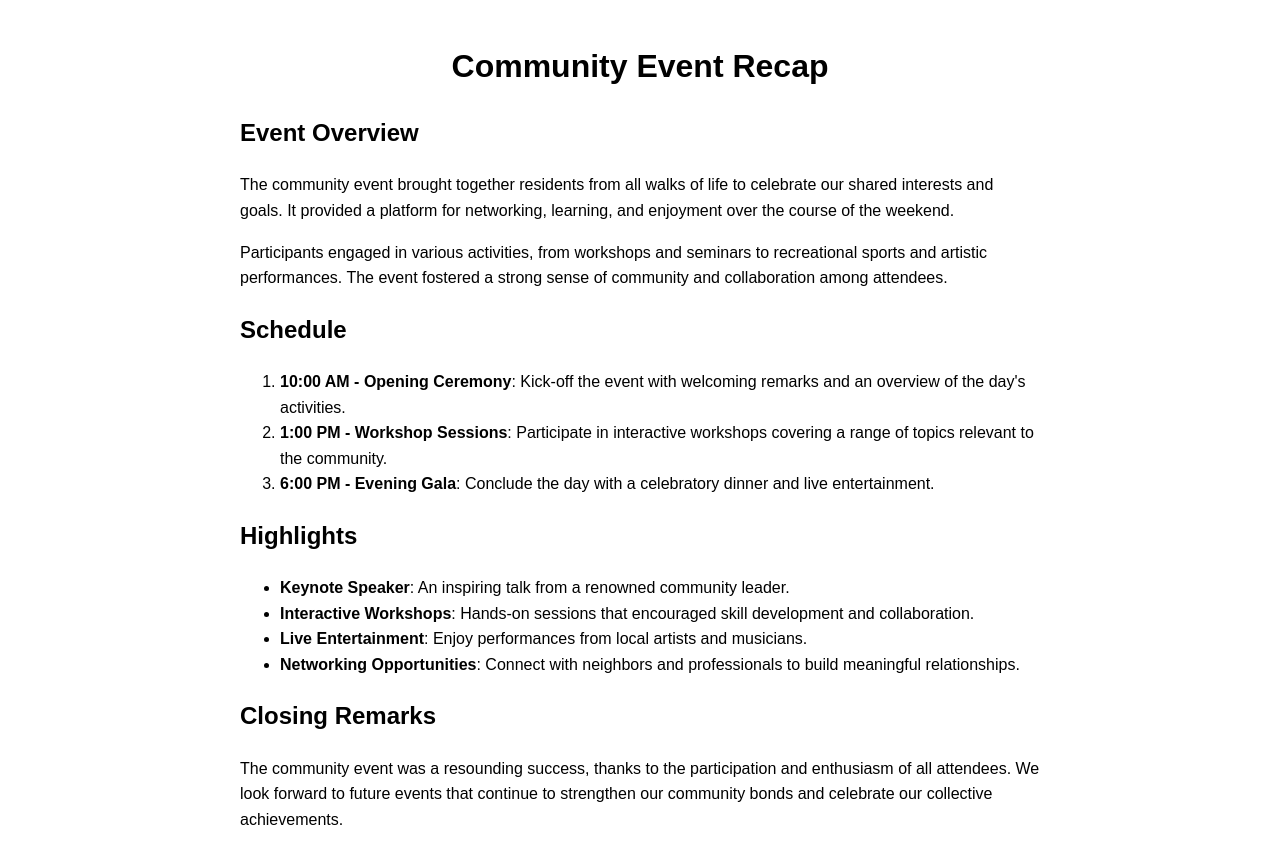 Community Event Recap
Event Overview
The community event brought together residents from all walks of life to celebrate our shared interests and
goals. It provided a platform for networking, learning, and enjoyment over the course of the weekend.
Participants engaged in various activities, from workshops and seminars to recreational sports and artistic
performances. The event fostered a strong sense of community and collaboration among attendees.
Schedule
1. 10:00 AM - Opening Ceremony: Kick-off the event with welcoming remarks and an overview of the day's
activities.
2. 1:00 PM - Workshop Sessions: Participate in interactive workshops covering a range of topics relevant to
the community.
3. 6:00 PM - Evening Gala: Conclude the day with a celebratory dinner and live entertainment.
Highlights
• Keynote Speaker: An inspiring talk from a renowned community leader.
• Interactive Workshops: Hands-on sessions that encouraged skill development and collaboration.
• Live Entertainment: Enjoy performances from local artists and musicians.
• Networking Opportunities: Connect with neighbors and professionals to build meaningful relationships.
Closing Remarks
The community event was a resounding success, thanks to the participation and enthusiasm of all attendees. We
look forward to future events that continue to strengthen our community bonds and celebrate our collective
achievements.